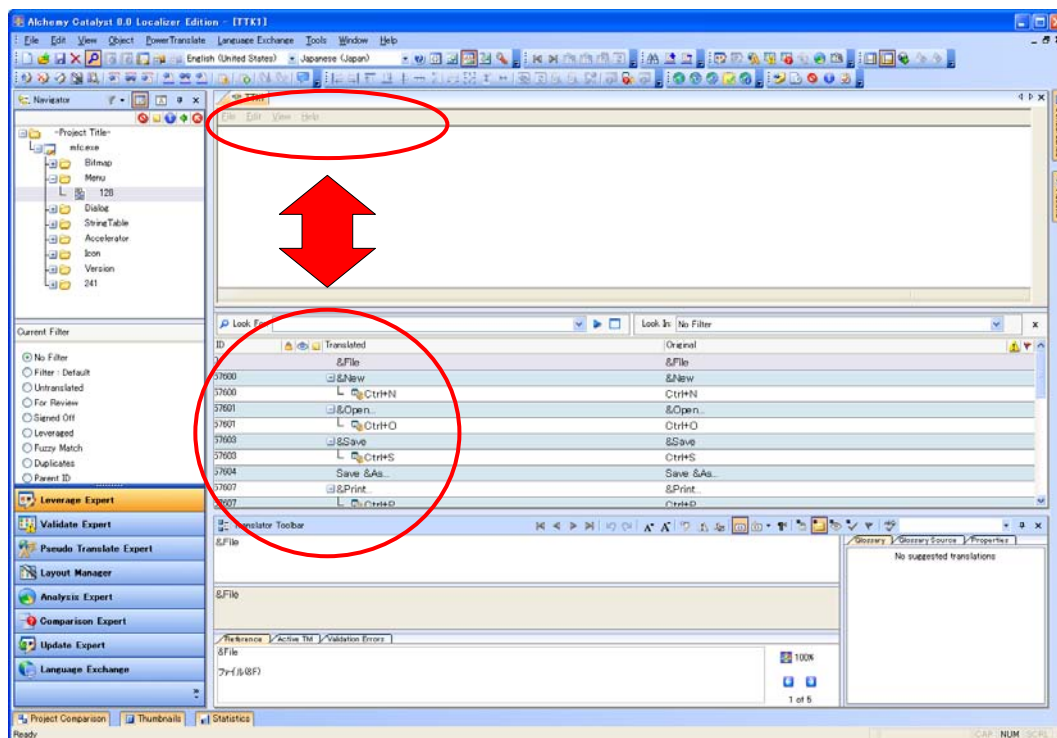 Alchemy Catalyst 8.0 Localizer Edition - [TTK1]
File Edit View Object PowerTranslate Language Exchange Tools Window Help
English (United States) Japanese (Japan)
Navigator
-Project Title-
mfc.exe
Bitmap
Menu
128
Dialog
StringTable
Accelerator
Icon
Version
241
Current Filter
No Filter
Filter : Default
Untranslated
For Review
Signed Off
Leveraged
Fuzzy Match
Duplicates
Parent ID
Leverage Expert
Validate Expert
Pseudo Translate Expert
Layout Manager
Analyxis Expert
Comparison Expert
Update Expert
Language Exchange
Project Comparison Thumbnails Statistics
Ready
TTK1
File Edit View Help
Look For Look In: No Filter
ID Translated Original
&File &File
57600 &New &New
57600 Ctrl+N Ctrl+N
57601 &Open... &Open...
57601 Ctrl+O Ctrl+O
57603 &Save &Save
57603 Ctrl+S Ctrl+S
57604 Save &As... Save &As...
57607 &Print... &Print...
57607 Ctrl+P Ctrl+P
Translator Toolbar
&File
&File
Reference Active TM Validation Errors
&File
ファイル(&F)
100%
1 of 5
Glossary Glossary Source Properties
No suggested translations
CAP NUM SCRL